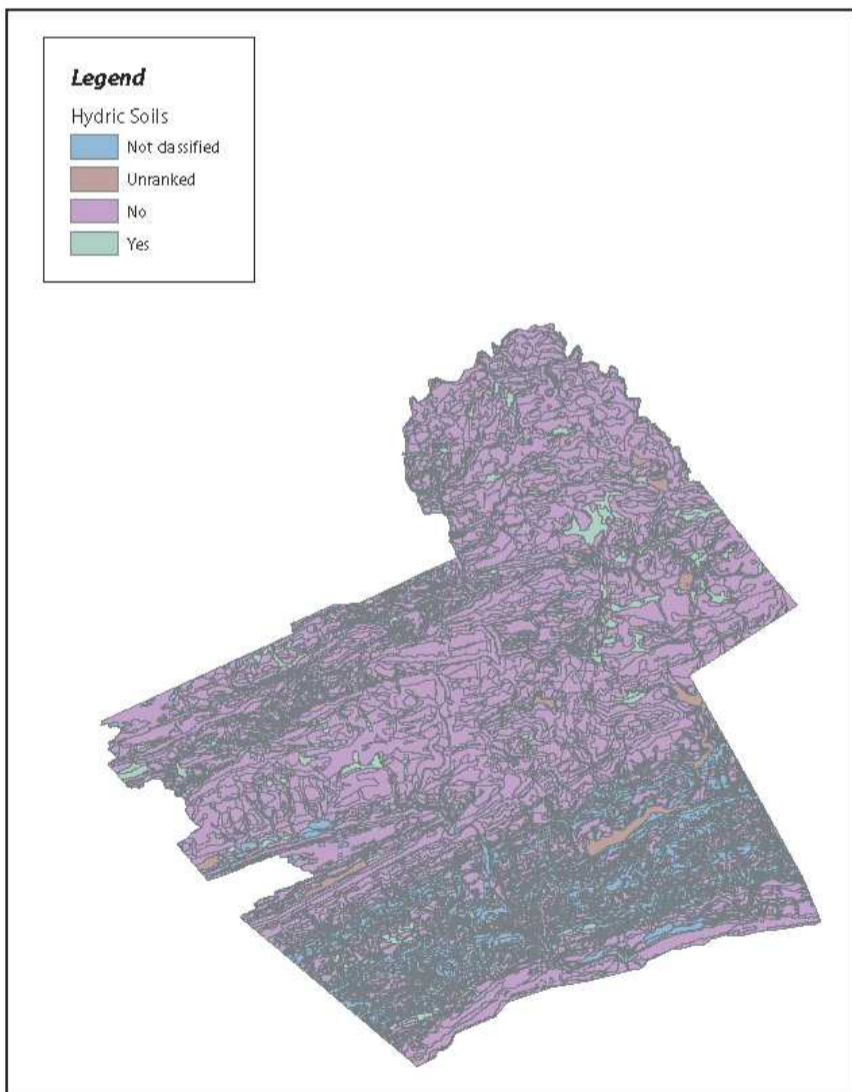 Legend
Hydric Soils
Not classified
Unranked
No
Yes